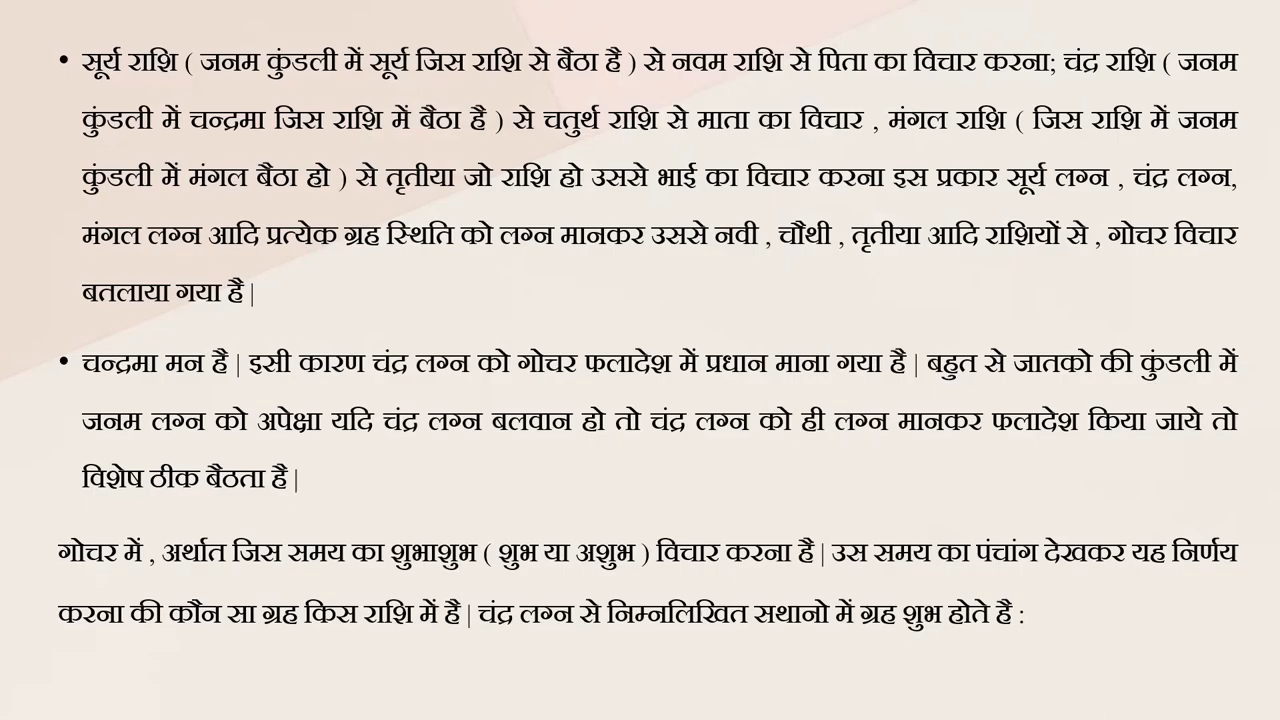 • सूर्य राशि ( जनम कुंडली में सूर्य जिस राशि से बैठा है ) से नवम राशि से पिता का विचार करना; चंद्र राशि ( जनम
कुंडली में चन्द्रमा जिस राशि में बैठा है ) से चतुर्थ राशि से माता का विचार , मंगल राशि ( जिस राशि में जनम
कुंडली में मंगल बैठा हो ) से तृतीया जो राशि हो उससे भाई का विचार करना इस प्रकार सूर्य लग्न , चंद्र लग्न,
मंगल लग्न आदि प्रत्येक ग्रह स्थिति को लग्न मानकर उससे नवी , चौथी , तृतीया आदि राशियों से , गोचर विचार
बतलाया गया है |
• चन्द्रमा मन है | इसी कारण चंद्र लग्न को गोचर फलादेश में प्रधान माना गया है | बहुत से जातको की कुंडली में
जनम लग्न को अपेक्षा यदि चंद्र लग्न बलवान हो तो चंद्र लग्न को ही लग्न मानकर फलादेश किया जाये तो
विशेष ठीक बैठता है |
गोचर में , अर्थात जिस समय का शुभाशुभ ( शुभ या अशुभ ) विचार करना है | उस समय का पंचांग देखकर यह निर्णय
करना की कौन सा ग्रह किस राशि में है | चंद्र लग्न से निम्नलिखित सथानो में ग्रह शुभ होते है :